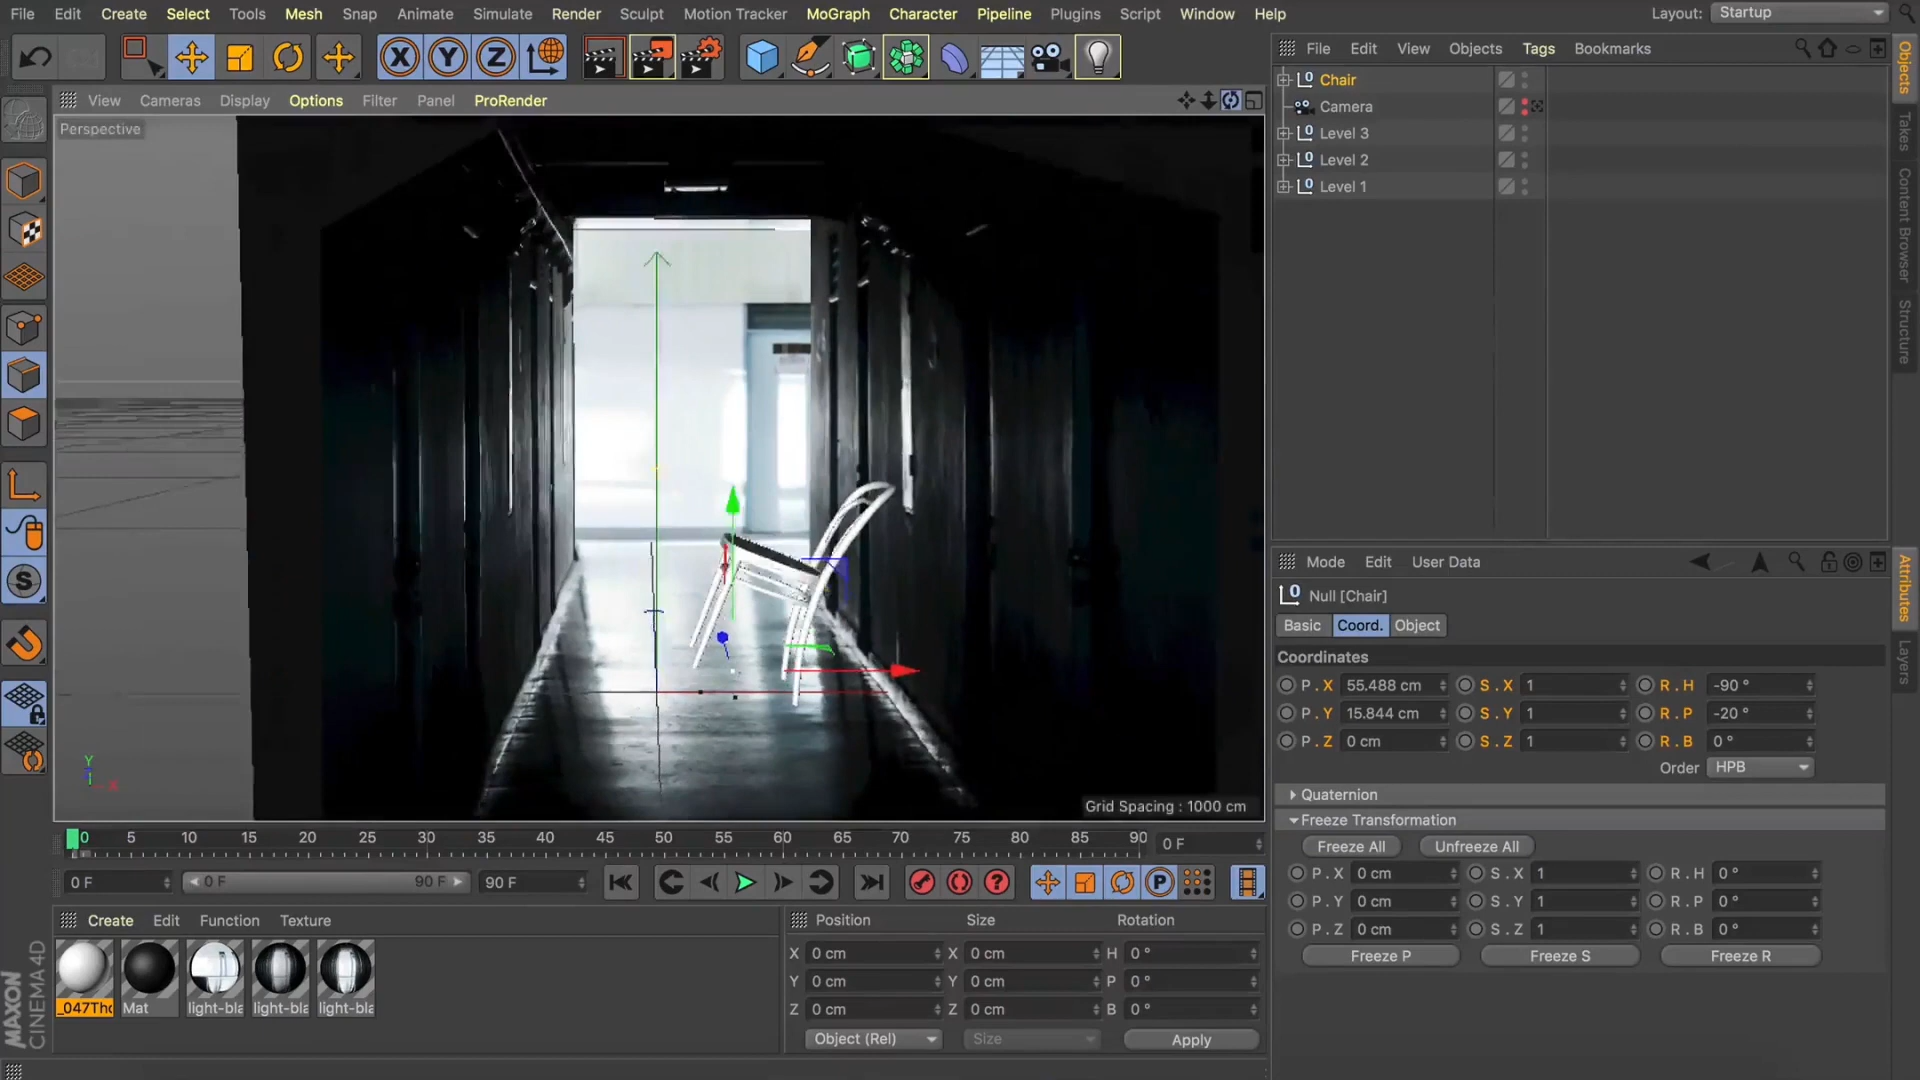 File Edit Create Select Tools Mesh Snap Animate Simulate Render Sculpt Motion Tracker MoGraph Character Pipeline Plugins Script Window Help Layout: Startup
File Edit View Objects Tags Bookmarks
View Cameras Display Options Filter Panel ProRender
Perspective
Chair
Camera
Level 3
Level 2
Level 1
Objects
Takes
Content Browser
Structure
Mode Edit User Data
Null [Chair]
Basic Coord. Object
Coordinates
P . X 55.488 cm S . X 1 R . H -90 °
P . Y 15.844 cm S . Y 1 R . P -20 °
P . Z 0 cm S . Z 1 R . B 0 °
Order HPB
Quaternion
Freeze Transformation
Freeze All Unfreeze All
P . X 0 cm S . X 1 R . H 0 °
P . Y 0 cm S . Y 1 R . P 0 °
P . Z 0 cm S . Z 1 R . B 0 °
Freeze P Freeze S Freeze R
Attributes
Layers
Y
X
Grid Spacing : 1000 cm
0 5 10 15 20 25 30 35 40 45 50 55 60 65 70 75 80 85 90 0 F
0 F 0 F 90 F 90 F
Create Edit Function Texture
_047Tho Mat light-bla light-bla light-bla
Position Size Rotation
X 0 cm X 0 cm H 0 °
Y 0 cm Y 0 cm P 0 °
Z 0 cm Z 0 cm B 0 °
Object (Rel) Size Apply
MAXON
CINEMA 4D